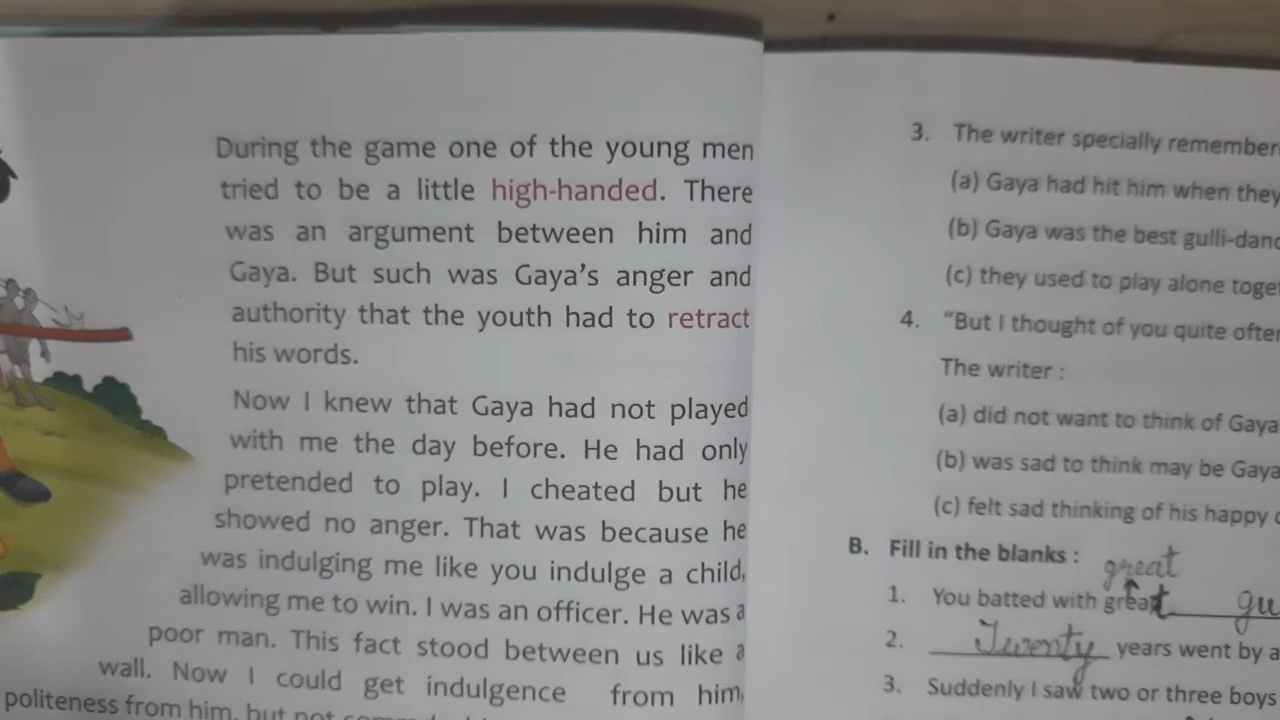 During the game one of the young men
tried to be a little high-handed. There
was an argument between him and
Gaya. But such was Gaya's anger and
authority that the youth had to retract
his words.
Now I knew that Gaya had not played
with me the day before. He had only
pretended to play. I cheated but he
showed no anger. That was because he
was indulging me like you indulge a child,
allowing me to win. I was an officer. He was a
poor man. This fact stood between us like a
wall. Now I could get indulgence from him,
politeness from him, but not
3. The writer specially remember
(a) Gaya had hit him when they
(b) Gaya was the best gulli-dand
(c) they used to play alone toge
4. "But I thought of you quite ofte
The writer :
(a) did not want to think of Gaya
(b) was sad to think may be Gaya
(c) felt sad thinking of his happy
B. Fill in the blanks :
great
1. You batted with great gu
2. Twenty years went by a
3. Suddenly I saw two or three boys